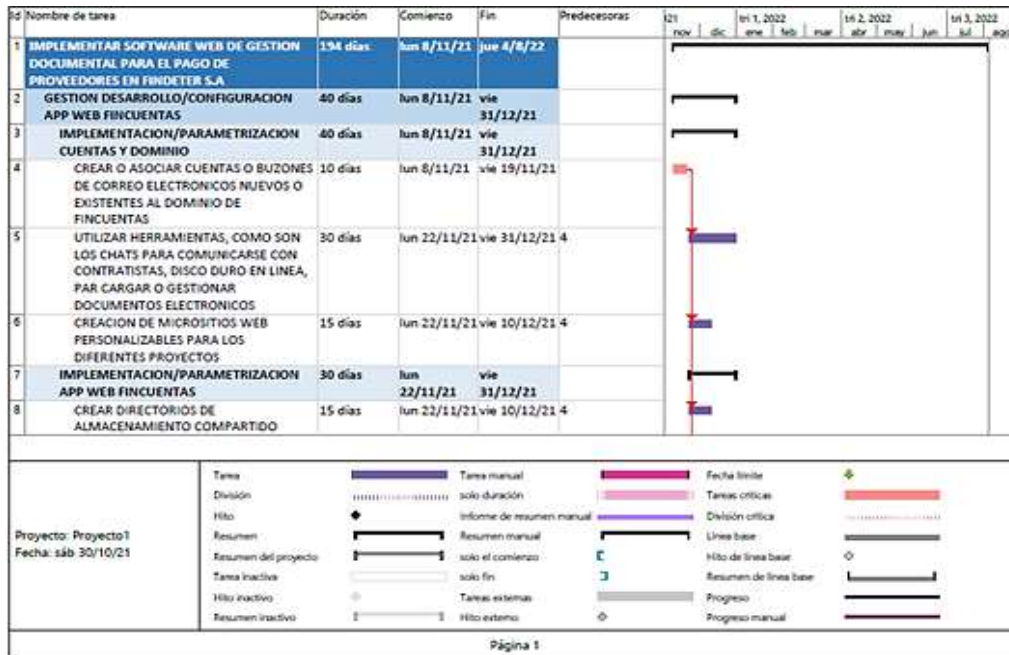 Id Nombre de tarea Duración Comienzo Fin Predecesoras
021 tri 1, 2022 tri 2, 2022 tri 3, 2022
nov dic ene feb mar abr may jun jul ago
1 IMPLEMENTAR SOFTWARE WEB DE GESTION 194 días lun 8/11/21 jue 4/8/22
DOCUMENTAL PARA EL PAGO DE
PROVEEDORES EN FINDETER S.A
2 GESTION DESARROLLO/CONFIGURACION 40 días lun 8/11/21 vie
APP WEB FINCUENTAS 31/12/21
3 IMPLEMENTACION/PARAMETRIZACION 40 días lun 8/11/21 vie
CUENTAS Y DOMINIO 31/12/21
4 CREAR O ASOCIAR CUENTAS O BUZONES 10 días lun 8/11/21 vie 19/11/21
DE CORREO ELECTRONICOS NUEVOS O
EXISTENTES AL DOMINIO DE
FINCUENTAS
5 UTILIZAR HERRAMIENTAS, COMO SON 30 días lun 22/11/21 vie 31/12/21 4
LOS CHATS PARA COMUNICARSE CON
CONTRATISTAS, DISCO DURO EN LINEA,
PAR CARGAR O GESTIONAR
DOCUMENTOS ELECTRONICOS
6 CREACION DE MICROSITIOS WEB 15 días lun 22/11/21 vie 10/12/21 4
PERSONALIZABLES PARA LOS
DIFERENTES PROYECTOS
7 IMPLEMENTACION/PARAMETRIZACION 30 días lun vie
APP WEB FINCUENTAS 22/11/21 31/12/21
8 CREAR DIRECTORIOS DE 15 días lun 22/11/21 vie 10/12/21 4
ALMACENAMIENTO COMPARTIDO
Proyecto: Proyecto1
Fecha: sáb 30/10/21
Tarea Tarea manual Fecha límite
División solo duración Tareas críticas
Hito Informe de resumen manual División crítica
Resumen Resumen manual Línea base
Resumen del proyecto solo el comienzo Hito de línea base
Tarea inactiva solo fin Resumen de línea base
Hito inactivo Tareas externas Progreso
Resumen inactivo Hito externo Progreso manual
Página 1